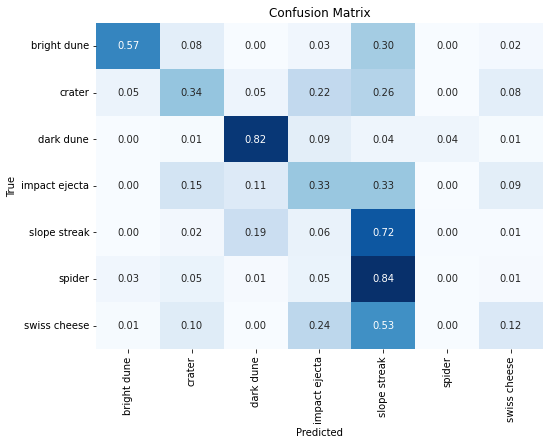 Confusion Matrix
True
bright dune 0.57 0.08 0.00 0.03 0.30 0.00 0.02
crater 0.05 0.34 0.05 0.22 0.26 0.00 0.08
dark dune 0.00 0.01 0.82 0.09 0.04 0.04 0.01
impact ejecta 0.00 0.15 0.11 0.33 0.33 0.00 0.09
slope streak 0.00 0.02 0.19 0.06 0.72 0.00 0.01
spider 0.03 0.05 0.01 0.05 0.84 0.00 0.01
swiss cheese 0.01 0.10 0.00 0.24 0.53 0.00 0.12
bright dune crater dark dune impact ejecta slope streak spider swiss cheese
Predicted